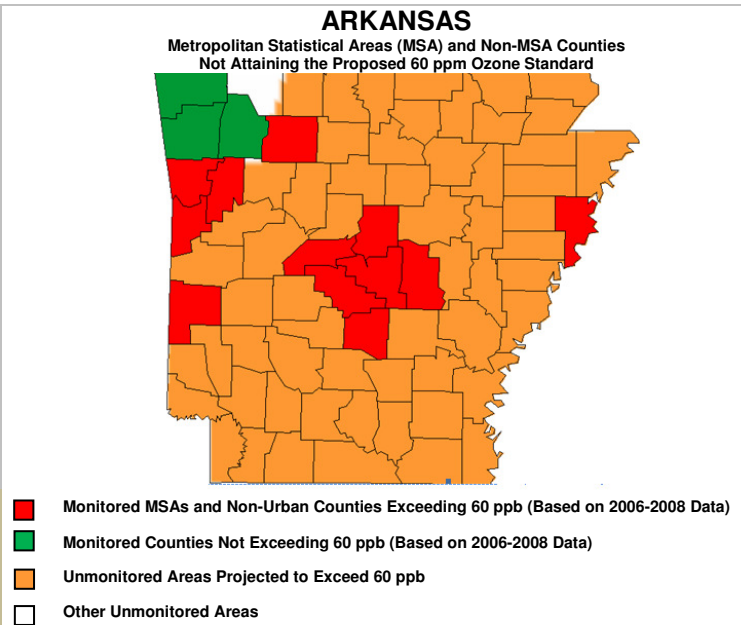 ARKANSAS
Metropolitan Statistical Areas (MSA) and Non-MSA Counties
Not Attaining the Proposed 60 ppm Ozone Standard
Monitored MSAs and Non-Urban Counties Exceeding 60 ppb (Based on 2006-2008 Data)
Monitored Counties Not Exceeding 60 ppb (Based on 2006-2008 Data)
Unmonitored Areas Projected to Exceed 60 ppb
Other Unmonitored Areas